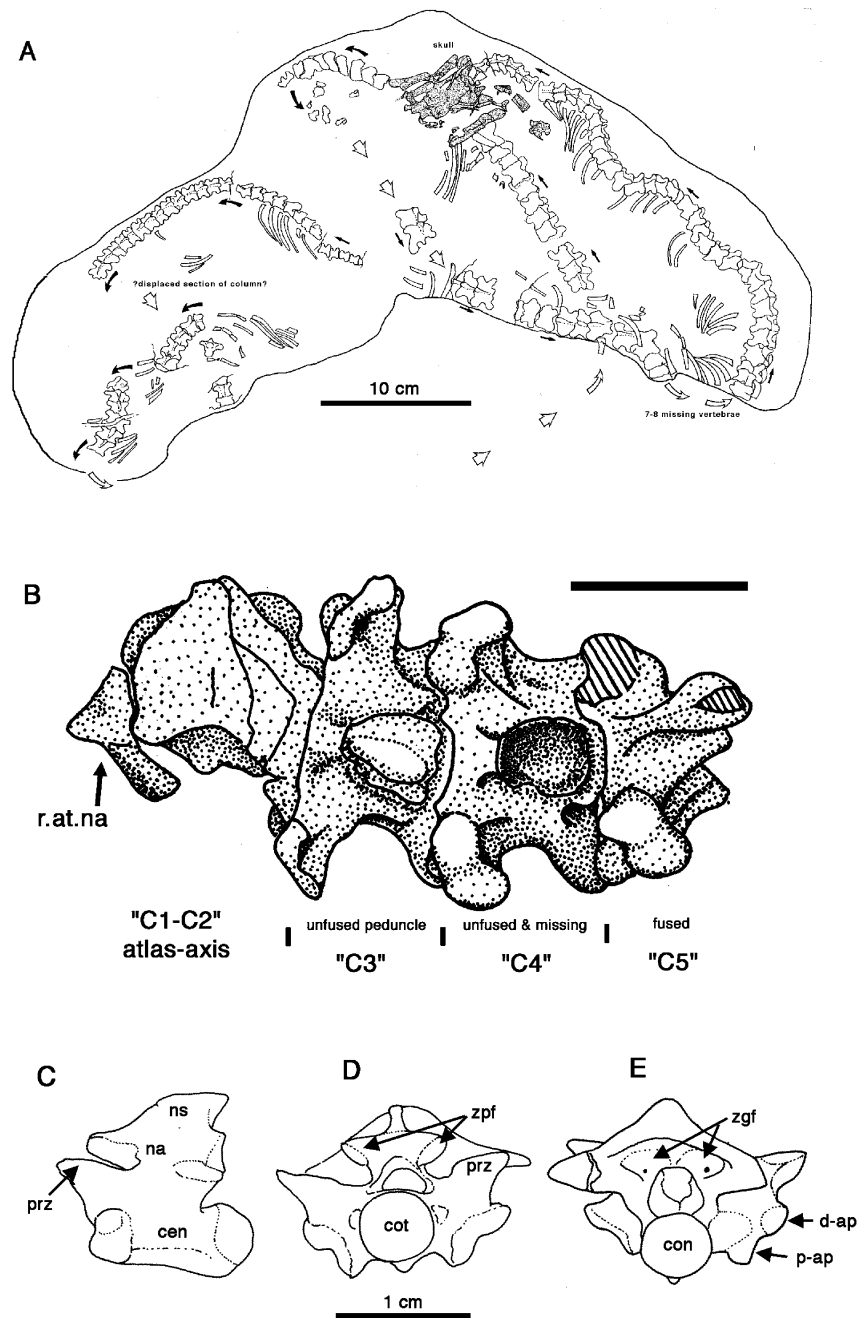 A
skull
?displaced section of column?
10 cm
7-8 missing vertebrae
B
r.at.na
"C1-C2"
atlas-axis
unfused peduncle
"C3"
unfused & missing
"C4"
fused
"C5"
C
D
E
ns
na
prz
cen
zpf
prz
cot
zgf
d-ap
con
p-ap
1 cm